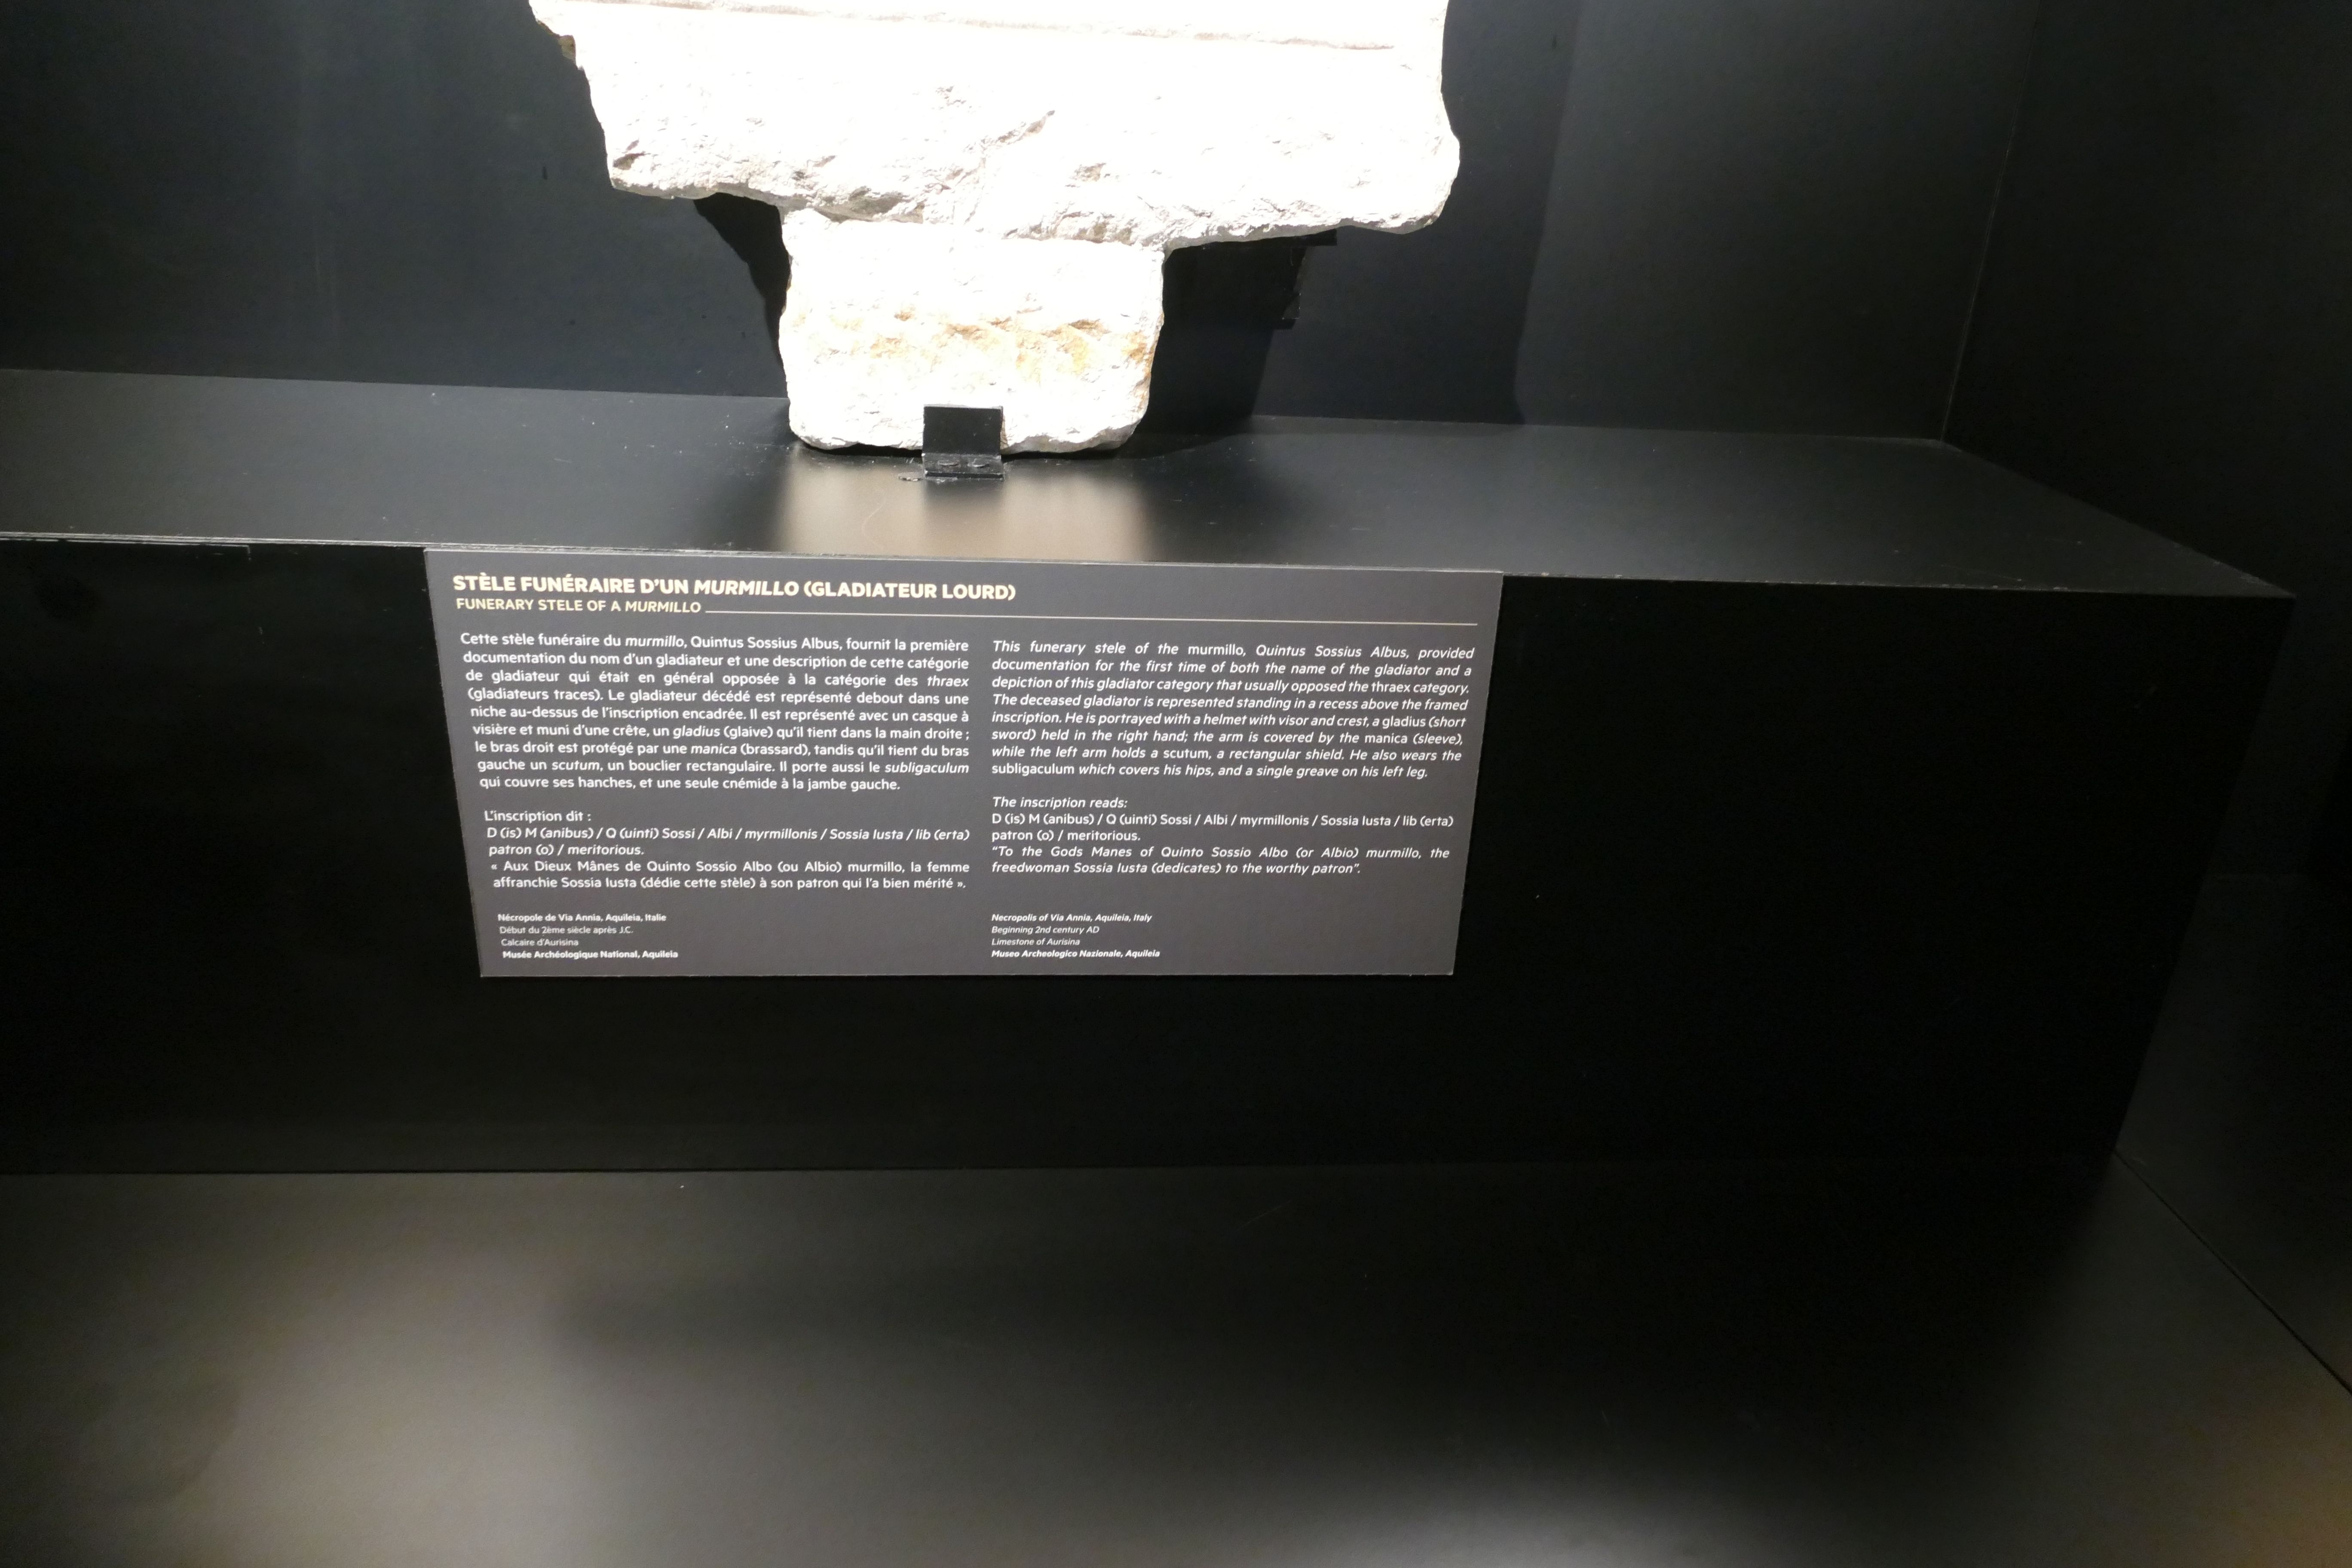 STÈLE FUNÉRAIRE D'UN MURMILLO (GLADIATEUR LOURD)
FUNERARY STELE OF A MURMILLO
Cette stèle funéraire du murmillo, Quintus Sossius Albus, fournit la première
documentation du nom d'un gladiateur et une description de cette catégorie
de gladiateur qui était en général opposée à la catégorie des thraex
(gladiateurs traces). Le gladiateur décédé est représenté debout dans une
niche au-dessus de l'inscription encadrée. Il est représenté avec un casque à
visière et muni d'une crête, un gladius (glaive) qu'il tient dans la main droite ;
le bras droit est protégé par une manica (brassard), tandis qu'il tient du bras
gauche un scutum, un bouclier rectangulaire. Il porte aussi le subligaculum
qui couvre ses hanches, et une seule cnémide à la jambe gauche.
L'inscription dit :
D (is) M (anibus) / Q (uinti) Sossi / Albi / myrmillonis / Sossia Iusta / lib (erta)
patron (o) / meritorious.
« Aux Dieux Mânes de Quinto Sossio Albo (ou Albio) murmillo, la femme
affranchie Sossia Iusta (dédie cette stèle) à son patron qui l'a bien mérité ».
Nécropole de Via Annia, Aquileia, Italie
Début du 2ème siècle après J.C.
Calcaire d'Aurisina
Musée Archéologique National, Aquileia
This funerary stele of the murmillo, Quintus Sossius Albus, provided
documentation for the first time of both the name of the gladiator and a
depiction of this gladiator category that usually opposed the thraex category.
The deceased gladiator is represented standing in a recess above the framed
inscription. He is portrayed with a helmet with visor and crest, a gladius (short
sword) held in the right hand; the arm is covered by the manica (sleeve),
while the left arm holds a scutum, a rectangular shield. He also wears the
subligaculum which covers his hips, and a single greave on his left leg.
The inscription reads:
D (is) M (anibus) / Q (uinti) Sossi / Albi / myrmillonis / Sossia Iusta / lib (erta)
patron (o) / meritorious.
"To the Gods Manes of Quinto Sossio Albo (or Albio) murmillo, the
freedwoman Sossia Iusta (dedicates) to the worthy patron".
Necropolis of Via Annia, Aquileia, Italy
Beginning 2nd century AD
Limestone of Aurisina
Museo Archeologico Nazionale, Aquileia